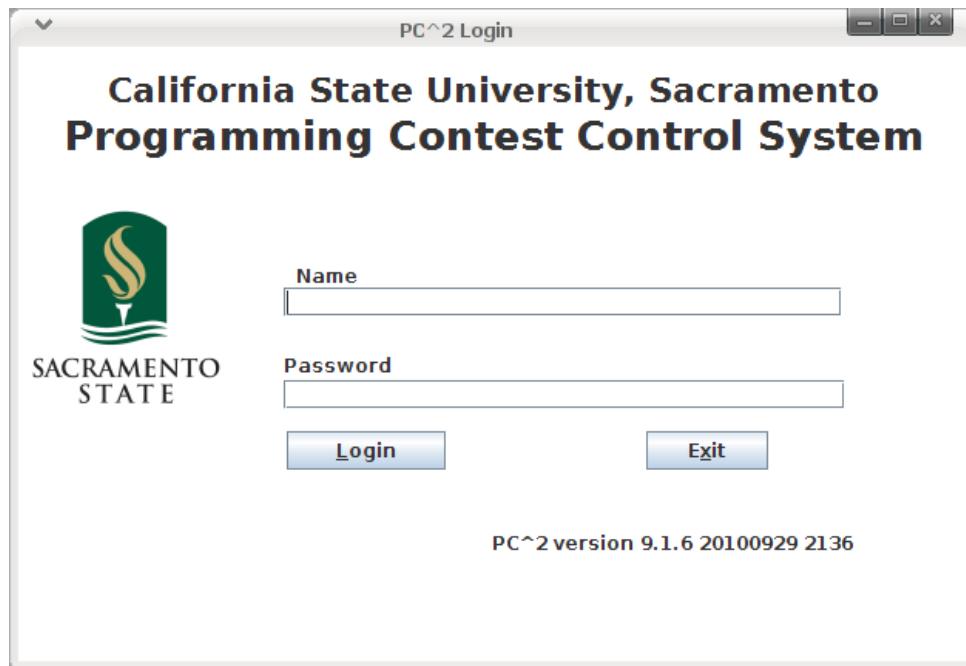 PC^2 Login
California State University, Sacramento
Programming Contest Control System
Name
SACRAMENTO
STATE
Password
Login
Exit
PC^2 version 9.1.6 20100929 2136